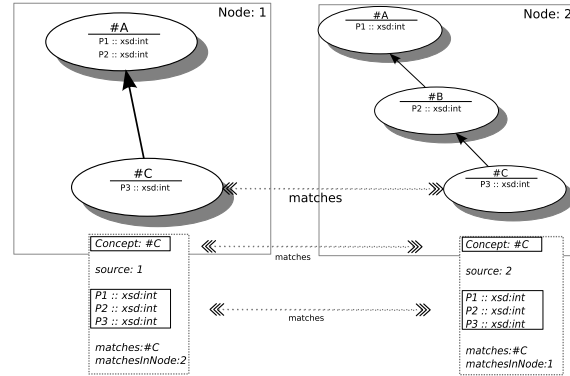 Node: 1
#A
P1 :: xsd:int
P2 :: xsd:int
#C
P3 :: xsd:int
Node: 2
#A
P1 :: xsd:int
#B
P2 :: xsd:int
#C
P3 :: xsd:int
matches
Concept: #C
source: 1
P1 :: xsd:int
P2 :: xsd:int
P3 :: xsd:int
matches:#C
matchesInNode:2
matches
matches
Concept: #C
source: 2
P1 :: xsd:int
P2 :: xsd:int
P3 :: xsd:int
matches:#C
matchesInNode:1